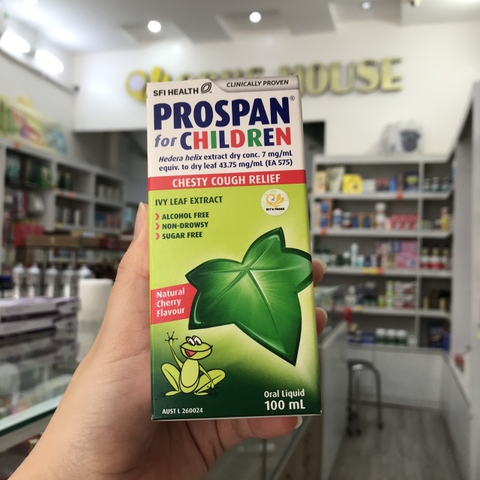 HOUSE
SFI HEALTH
CLINICALLY PROVEN
PROSPAN®
for CHILDREN
Hedera helix extract dry conc. 7 mg/mL
equiv. to dry leaf 43.75 mg/mL (EA 575)
CHESTY COUGH RELIEF
IVY LEAF EXTRACT
ALCOHOL FREE
NON-DROWSY
SUGAR FREE
Natural
Cherry
Flavour
Oral Liquid
100 mL
AUST L 260024